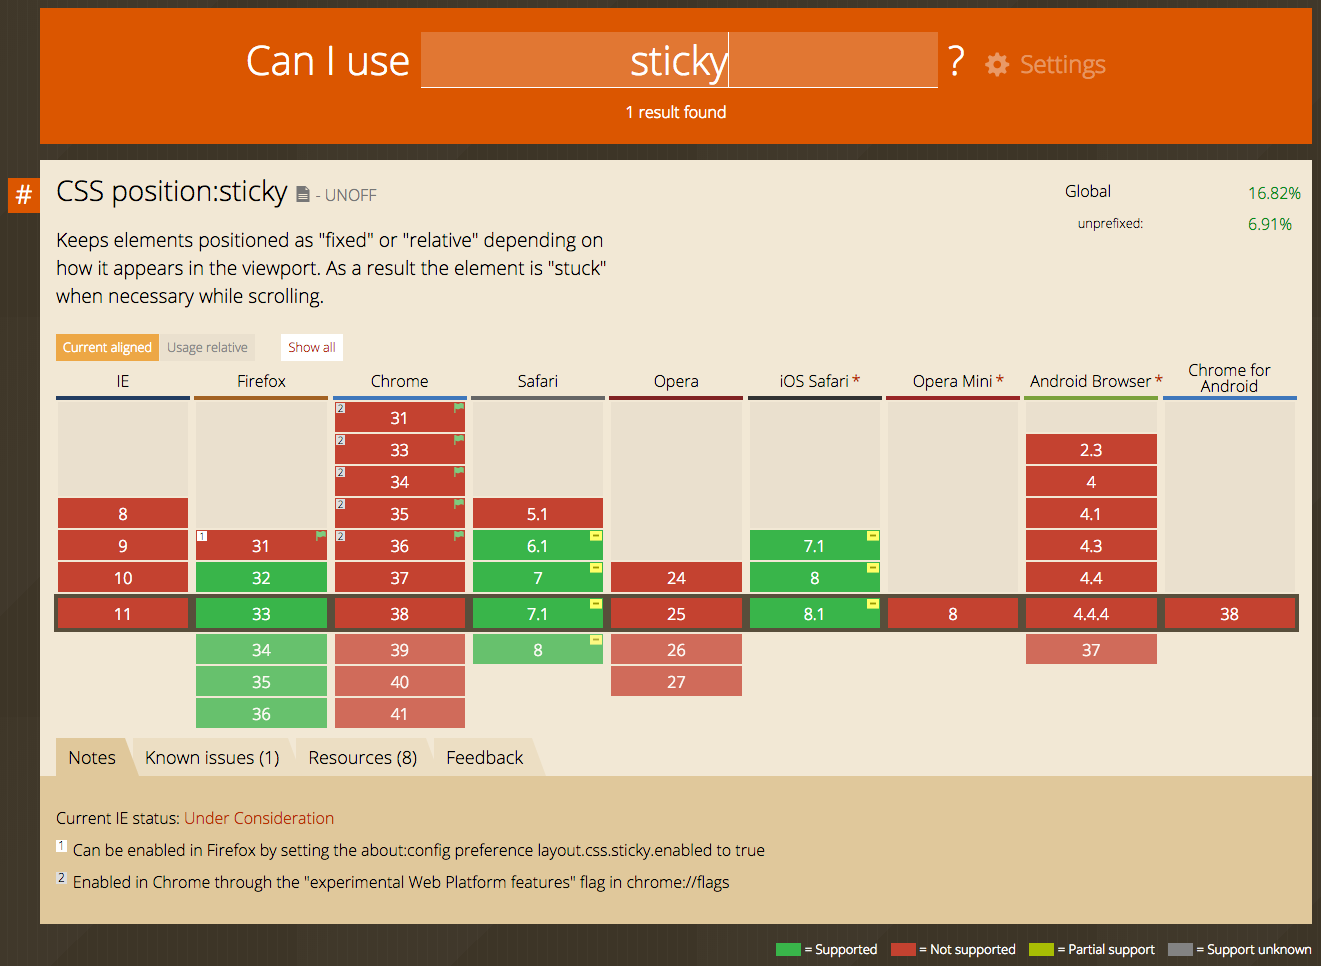 Can I use sticky ? Settings
1 result found
# CSS position:sticky - UNOFF
Global 16.82%
unprefixed: 6.91%
Keeps elements positioned as "fixed" or "relative" depending on
how it appears in the viewport. As a result the element is "stuck"
when necessary while scrolling.
Current aligned Usage relative Show all
IE Firefox Chrome Safari Opera iOS Safari * Opera Mini * Android Browser * Chrome for
Android
2 31
2 33 2.3
2 34 4
8 2 35 5.1 4.1
9 1 31 2 36 6.1 7.1 4.3
10 32 37 7 24 8 4.4
11 33 38 7.1 25 8.1 8 4.4.4 38
34 39 8 26 37
35 40 27
36 41
Notes Known issues (1) Resources (8) Feedback
Current IE status: Under Consideration
1 Can be enabled in Firefox by setting the about:config preference layout.css.sticky.enabled to true
2 Enabled in Chrome through the "experimental Web Platform features" flag in chrome://flags
= Supported = Not supported = Partial support = Support unknown